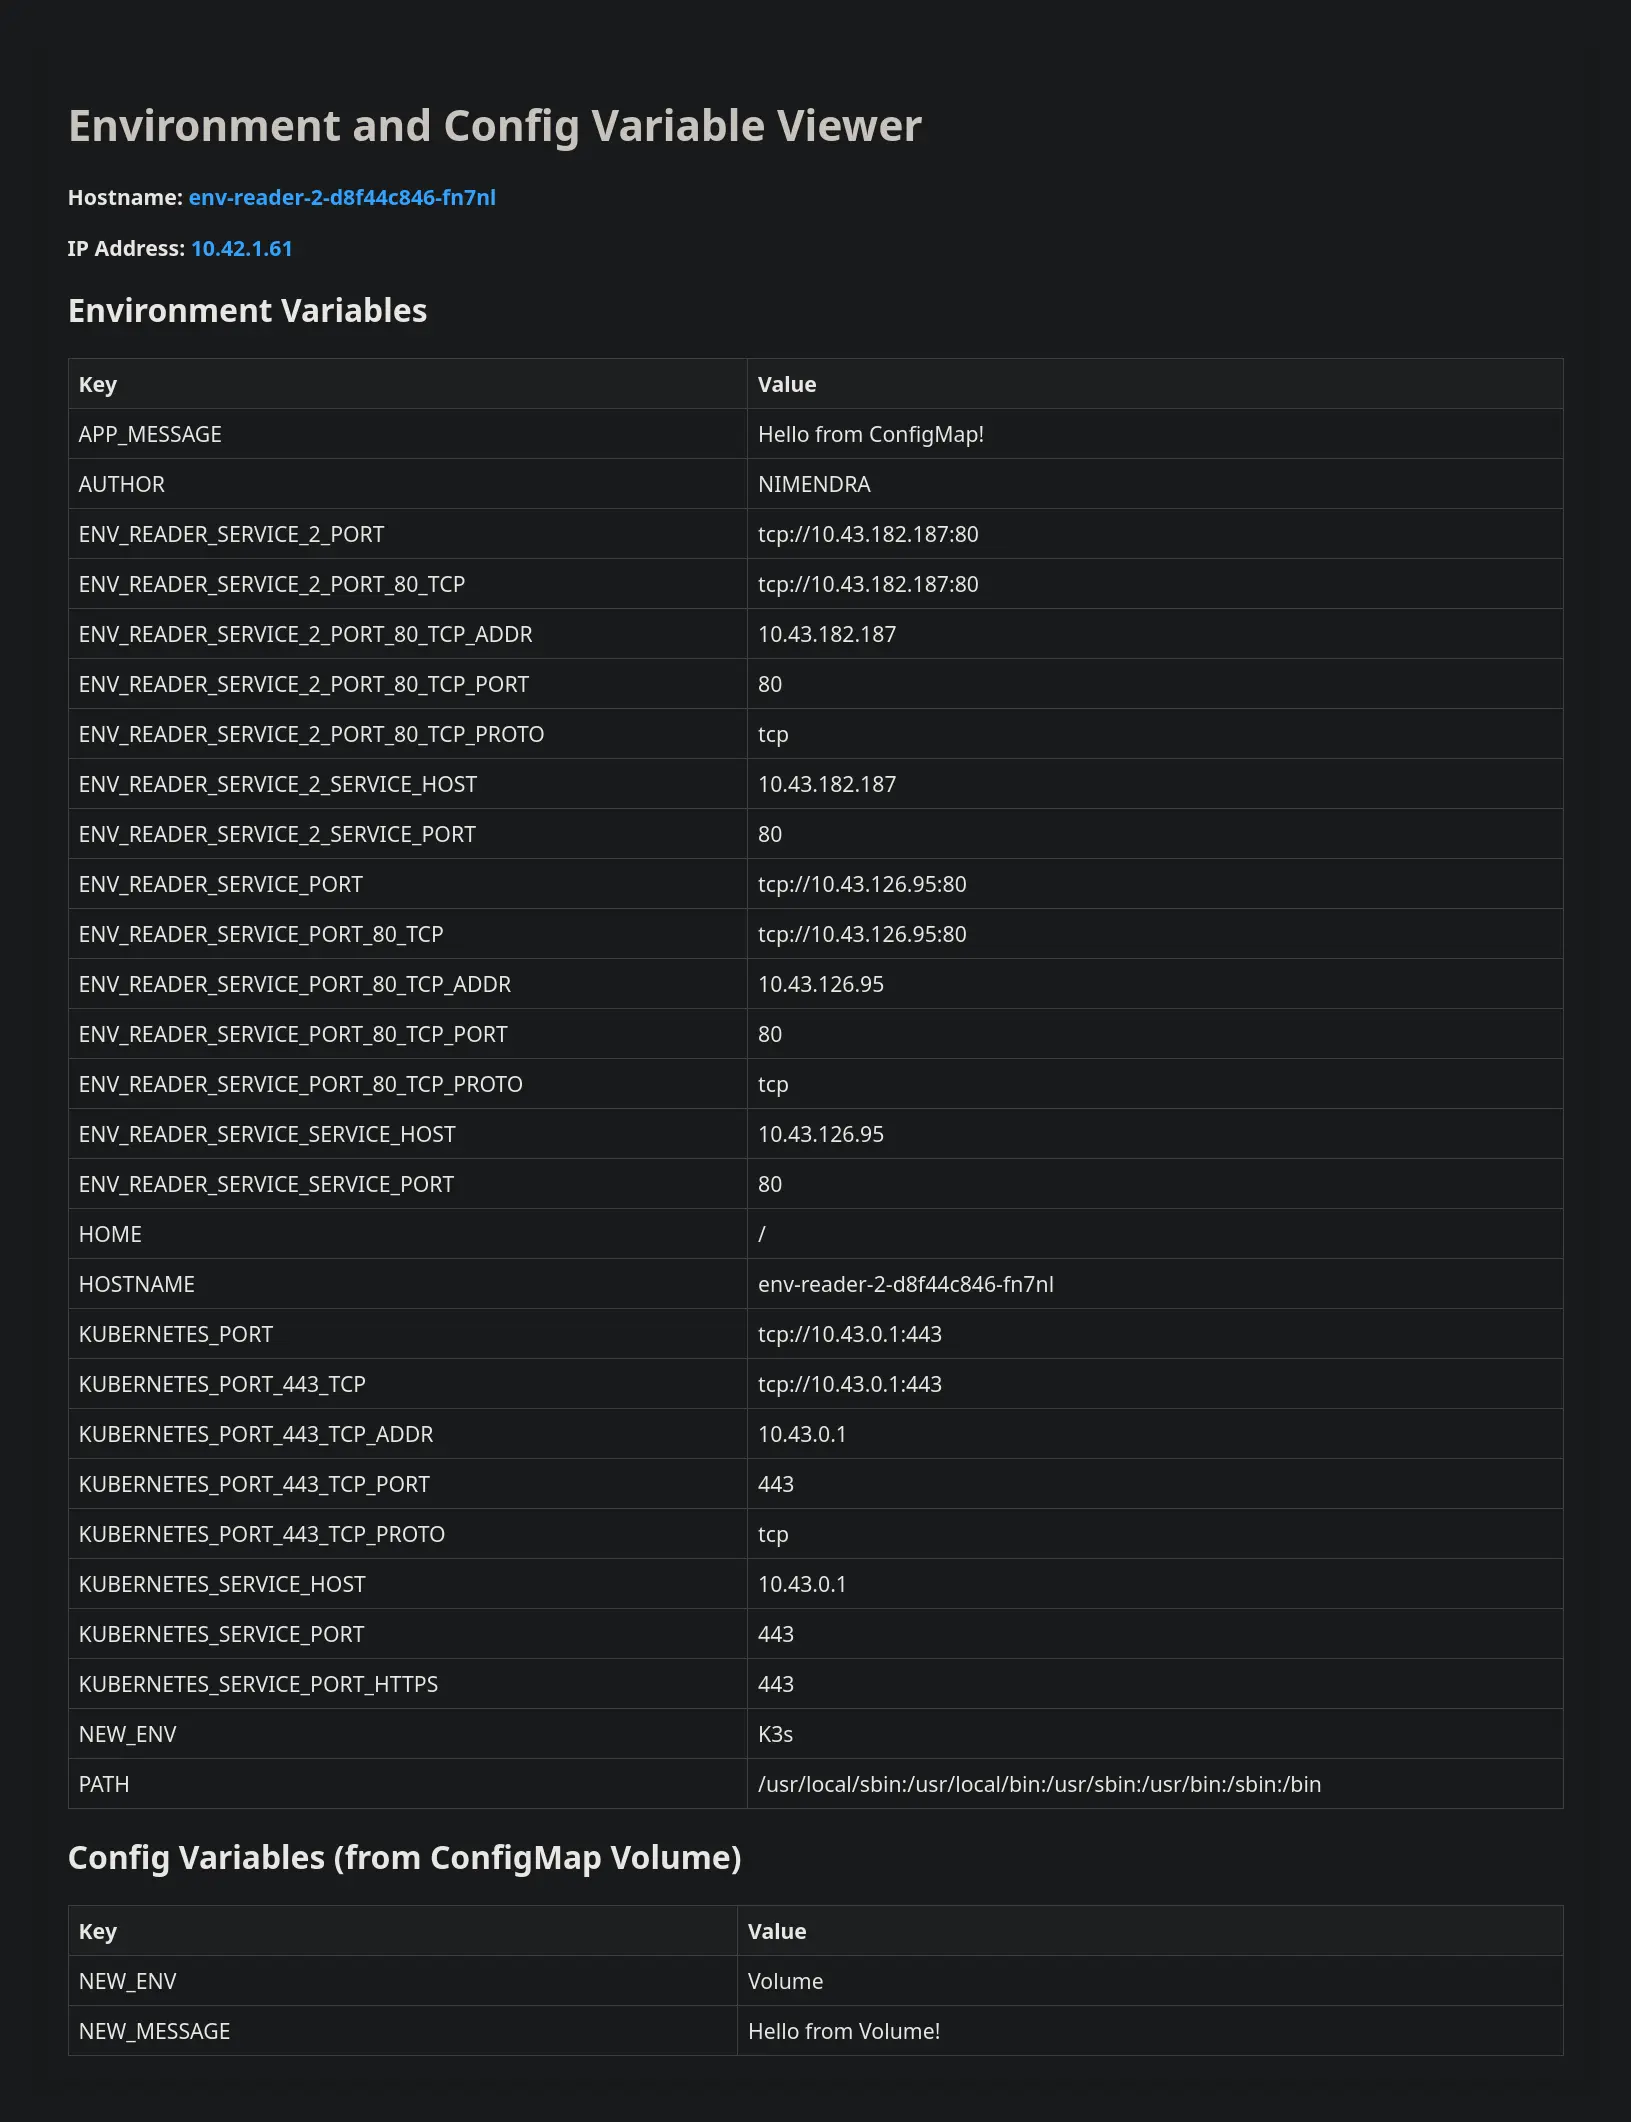 Environment and Config Variable Viewer
Hostname: env-reader-2-d8f44c846-fn7nl
IP Address: 10.42.1.61
Environment Variables
Key Value
APP_MESSAGE Hello from ConfigMap!
AUTHOR NIMENDRA
ENV_READER_SERVICE_2_PORT tcp://10.43.182.187:80
ENV_READER_SERVICE_2_PORT_80_TCP tcp://10.43.182.187:80
ENV_READER_SERVICE_2_PORT_80_TCP_ADDR 10.43.182.187
ENV_READER_SERVICE_2_PORT_80_TCP_PORT 80
ENV_READER_SERVICE_2_PORT_80_TCP_PROTO tcp
ENV_READER_SERVICE_2_SERVICE_HOST 10.43.182.187
ENV_READER_SERVICE_2_SERVICE_PORT 80
ENV_READER_SERVICE_PORT tcp://10.43.126.95:80
ENV_READER_SERVICE_PORT_80_TCP tcp://10.43.126.95:80
ENV_READER_SERVICE_PORT_80_TCP_ADDR 10.43.126.95
ENV_READER_SERVICE_PORT_80_TCP_PORT 80
ENV_READER_SERVICE_PORT_80_TCP_PROTO tcp
ENV_READER_SERVICE_SERVICE_HOST 10.43.126.95
ENV_READER_SERVICE_SERVICE_PORT 80
HOME /
HOSTNAME env-reader-2-d8f44c846-fn7nl
KUBERNETES_PORT tcp://10.43.0.1:443
KUBERNETES_PORT_443_TCP tcp://10.43.0.1:443
KUBERNETES_PORT_443_TCP_ADDR 10.43.0.1
KUBERNETES_PORT_443_TCP_PORT 443
KUBERNETES_PORT_443_TCP_PROTO tcp
KUBERNETES_SERVICE_HOST 10.43.0.1
KUBERNETES_SERVICE_PORT 443
KUBERNETES_SERVICE_PORT_HTTPS 443
NEW_ENV K3s
PATH /usr/local/sbin:/usr/local/bin:/usr/sbin:/usr/bin:/sbin:/bin
Config Variables (from ConfigMap Volume)
Key Value
NEW_ENV Volume
NEW_MESSAGE Hello from Volume!